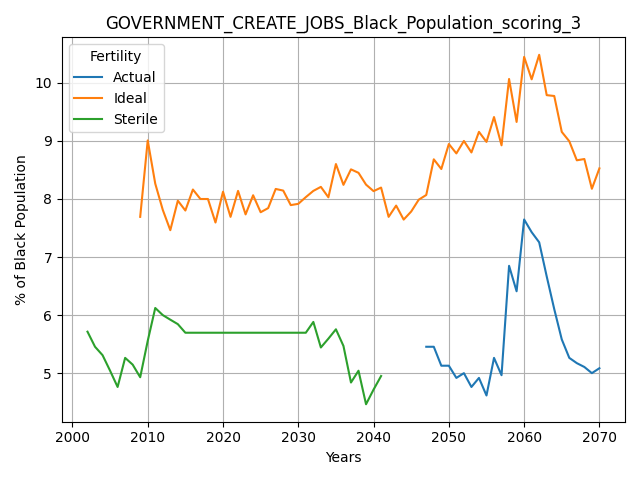 GOVERNMENT_CREATE_JOBS_Black_Population_scoring_3
Fertility
Actual
Ideal
Sterile
% of Black Population
10
9
8
7
6
5
2000 2010 2020 2030 2040 2050 2060 2070
Years